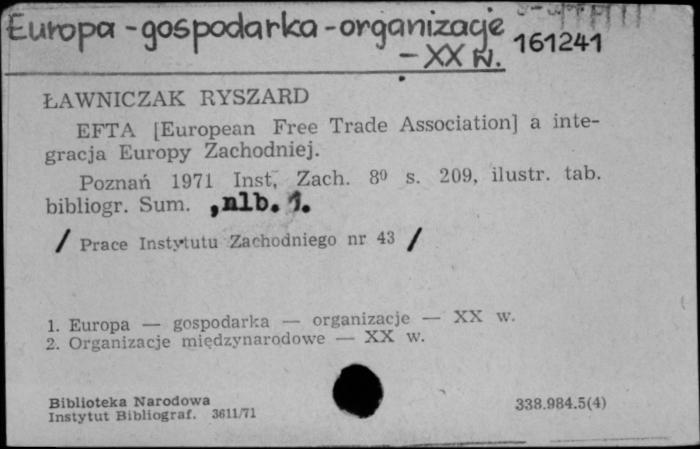 Europa - gospodarka - organizacje
- XX w.
161241
ŁAWNICZAK RYSZARD
EFTA [European Free Trade Association] a inte-
gracja Europy Zachodniej.
Poznań 1971 Inst. Zach. 8º s. 209, ilustr. tab.
bibliogr. Sum. ,nlb. 1.
/ Prace Instytutu Zachodniego nr 43 /
1. Europa — gospodarka — organizacje — XX w.
2. Organizacje międzynarodowe — XX w.
Biblioteka Narodowa
Instytut Bibliograf. 3611/71
338.984.5(4)